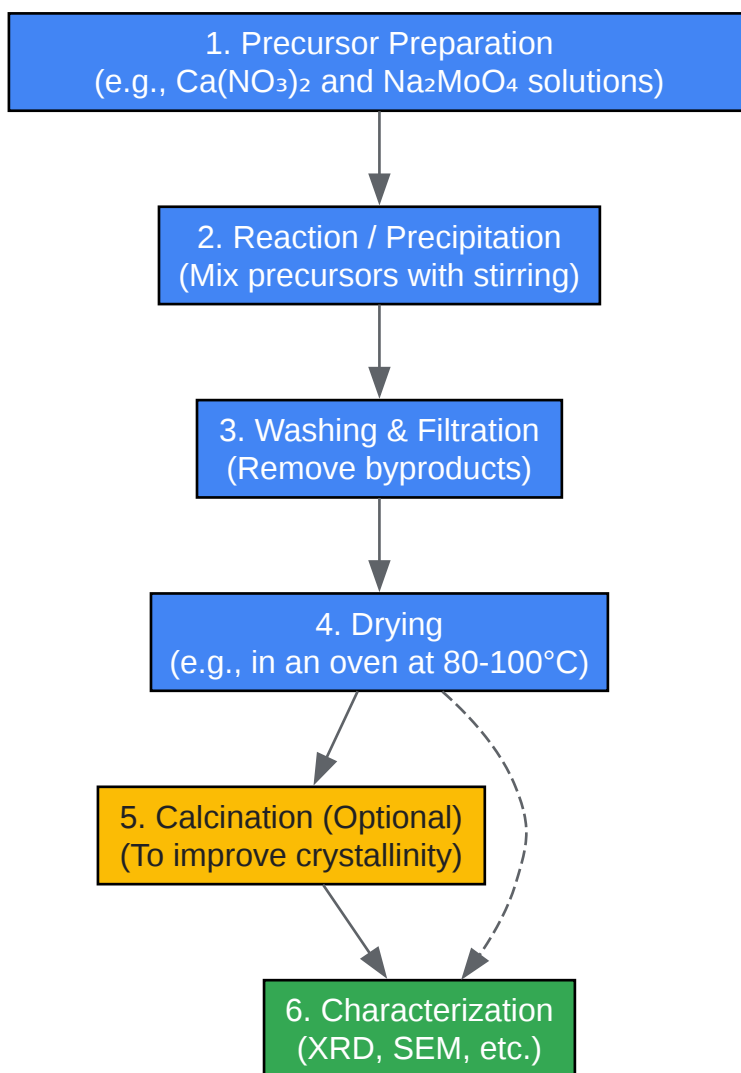 1. Precursor Preparation
(e.g., Ca(NO₃)₂ and Na₂MoO₄ solutions)
2. Reaction / Precipitation
(Mix precursors with stirring)
3. Washing & Filtration
(Remove byproducts)
4. Drying
(e.g., in an oven at 80-100°C)
5. Calcination (Optional)
(To improve crystallinity)
6. Characterization
(XRD, SEM, etc.)